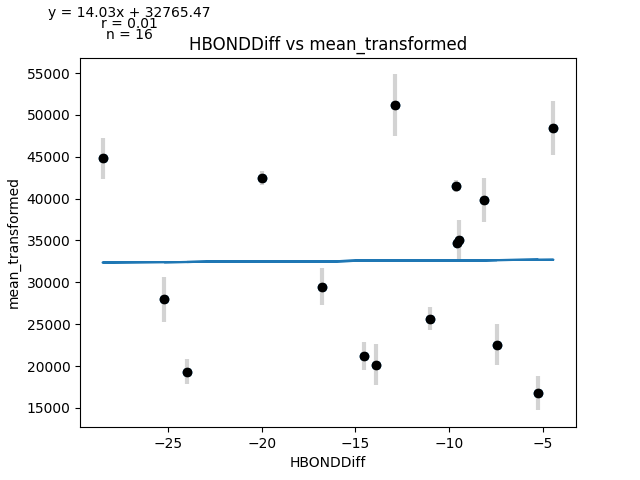 y = 14.03x + 32765.47
r = 0.01
n = 16
HBONDDiff vs mean_transformed
55000
50000
45000
40000
35000
30000
25000
20000
15000
mean_transformed
−25
−20
−15
−10
−5
HBONDDiff